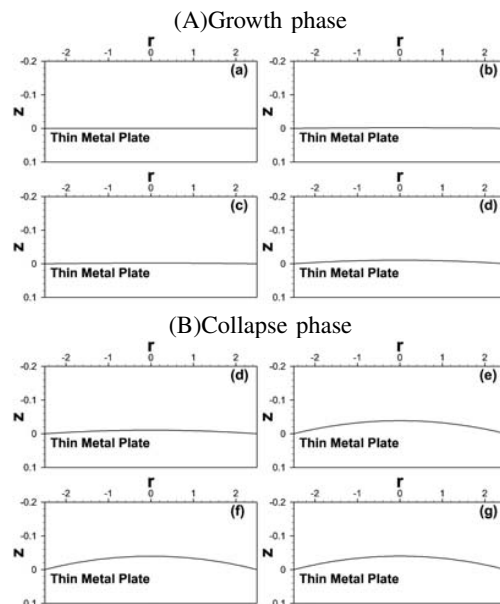 (A)Growth phase
r r
-2 -1 0 1 2 -2 -1 0 1 2
-0.2 (a) -0.2 (b)
-0.1 -0.1
z z
0 0
Thin Metal Plate Thin Metal Plate
0.1 0.1
-2 -1 0 1 2 -2 -1 0 1 2
-0.2 (c) -0.2 (d)
-0.1 -0.1
z z
0 0
Thin Metal Plate Thin Metal Plate
0.1 0.1
(B)Collapse phase
r r
-2 -1 0 1 2 -2 -1 0 1 2
-0.2 (d) -0.2 (e)
-0.1 -0.1
z z
0 0
Thin Metal Plate Thin Metal Plate
0.1 0.1
-2 -1 0 1 2 -2 -1 0 1 2
-0.2 (f) -0.2 (g)
-0.1 -0.1
z z
0 0
Thin Metal Plate Thin Metal Plate
0.1 0.1